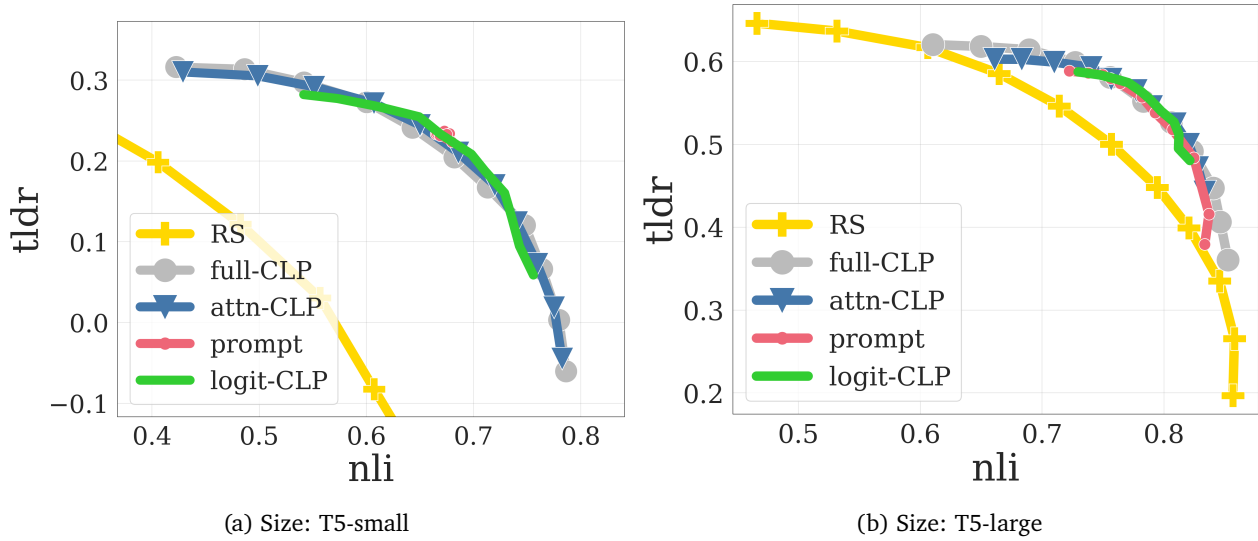 tldr
0.3
0.2
0.1
0.0
−0.1
RS
full-CLP
attn-CLP
prompt
logit-CLP
0.4 0.5 0.6 0.7 0.8
nli
(a) Size: T5-small
tldr
0.6
0.5
0.4
0.3
0.2
RS
full-CLP
attn-CLP
prompt
logit-CLP
0.5 0.6 0.7 0.8
nli
(b) Size: T5-large